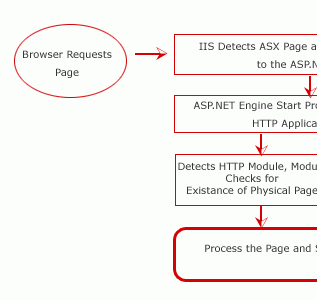 Browser Requests
Page
IIS Detects ASX Page a
to the ASP.N
ASP.NET Engine Start Pro
HTTP Applica
Detects HTTP Module, Modu
Checks for
Existance of Physical Page
Process the Page and S